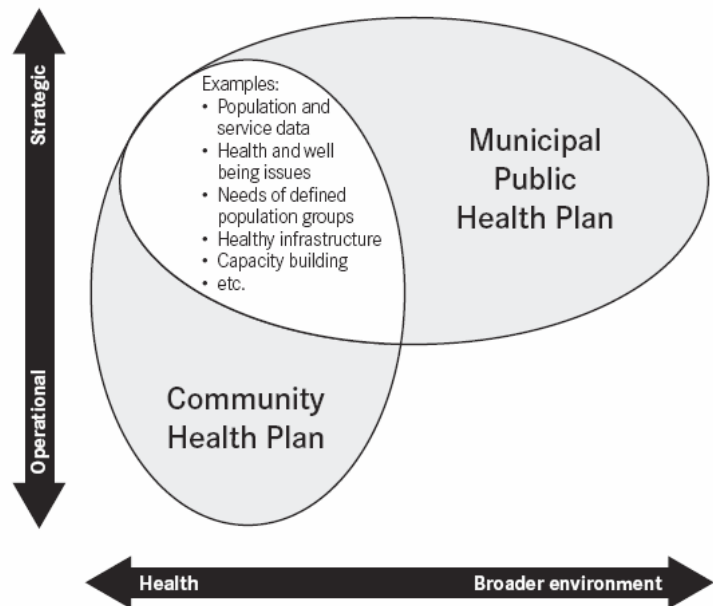 Strategic
Operational
Examples:
• Population and
service data
• Health and well
being issues
• Needs of defined
population groups
• Healthy infrastructure
• Capacity building
• etc.
Municipal
Public
Health Plan
Community
Health Plan
Health
Broader environment